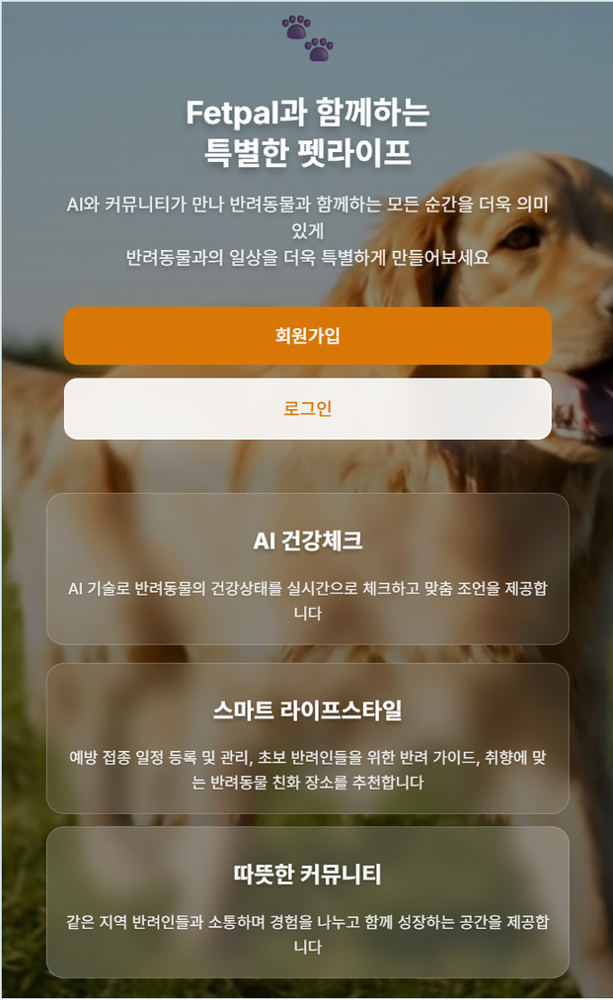 Fetpal과 함께하는
특별한 펫라이프
AI와 커뮤니티가 만나 반려동물과 함께하는 모든 순간을 더욱 의미
있게
반려동물과의 일상을 더욱 특별하게 만들어보세요
회원가입
로그인
AI 건강체크
AI 기술로 반려동물의 건강상태를 실시간으로 체크하고 맞춤 조언을 제공합
니다
스마트 라이프스타일
예방 접종 일정 등록 및 관리, 초보 반려인들을 위한 반려 가이드, 취향에 맞
는 반려동물 친화 장소를 추천합니다
따뜻한 커뮤니티
같은 지역 반려인들과 소통하며 경험을 나누고 함께 성장하는 공간을 제공합
니다